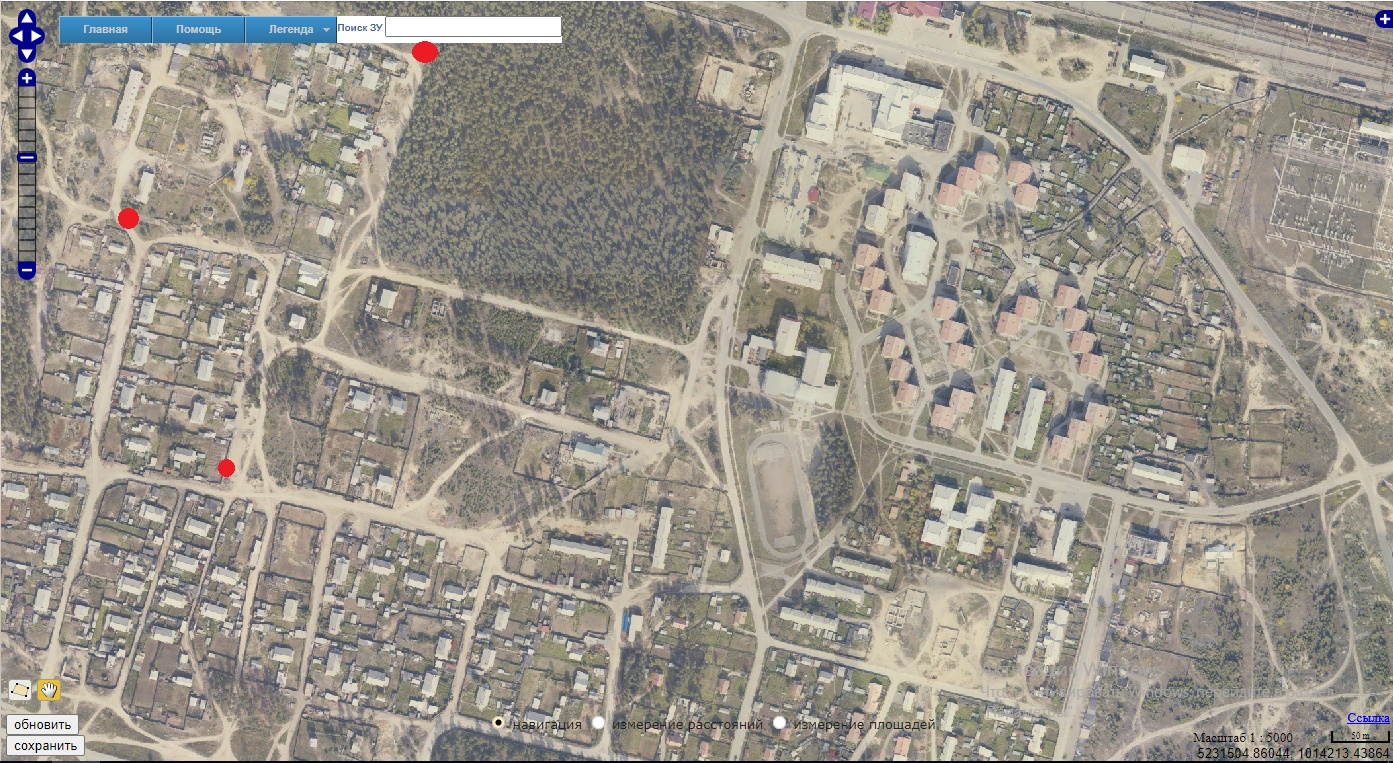 Главная
Помощь
Легенда
Поиск ЗУ
обновить
сохранить
навигация
измерение расстояний
измерение площадей
Ссылка
Масштаб 1 : 5000
50 m
5231504.86044, 1014213.43864